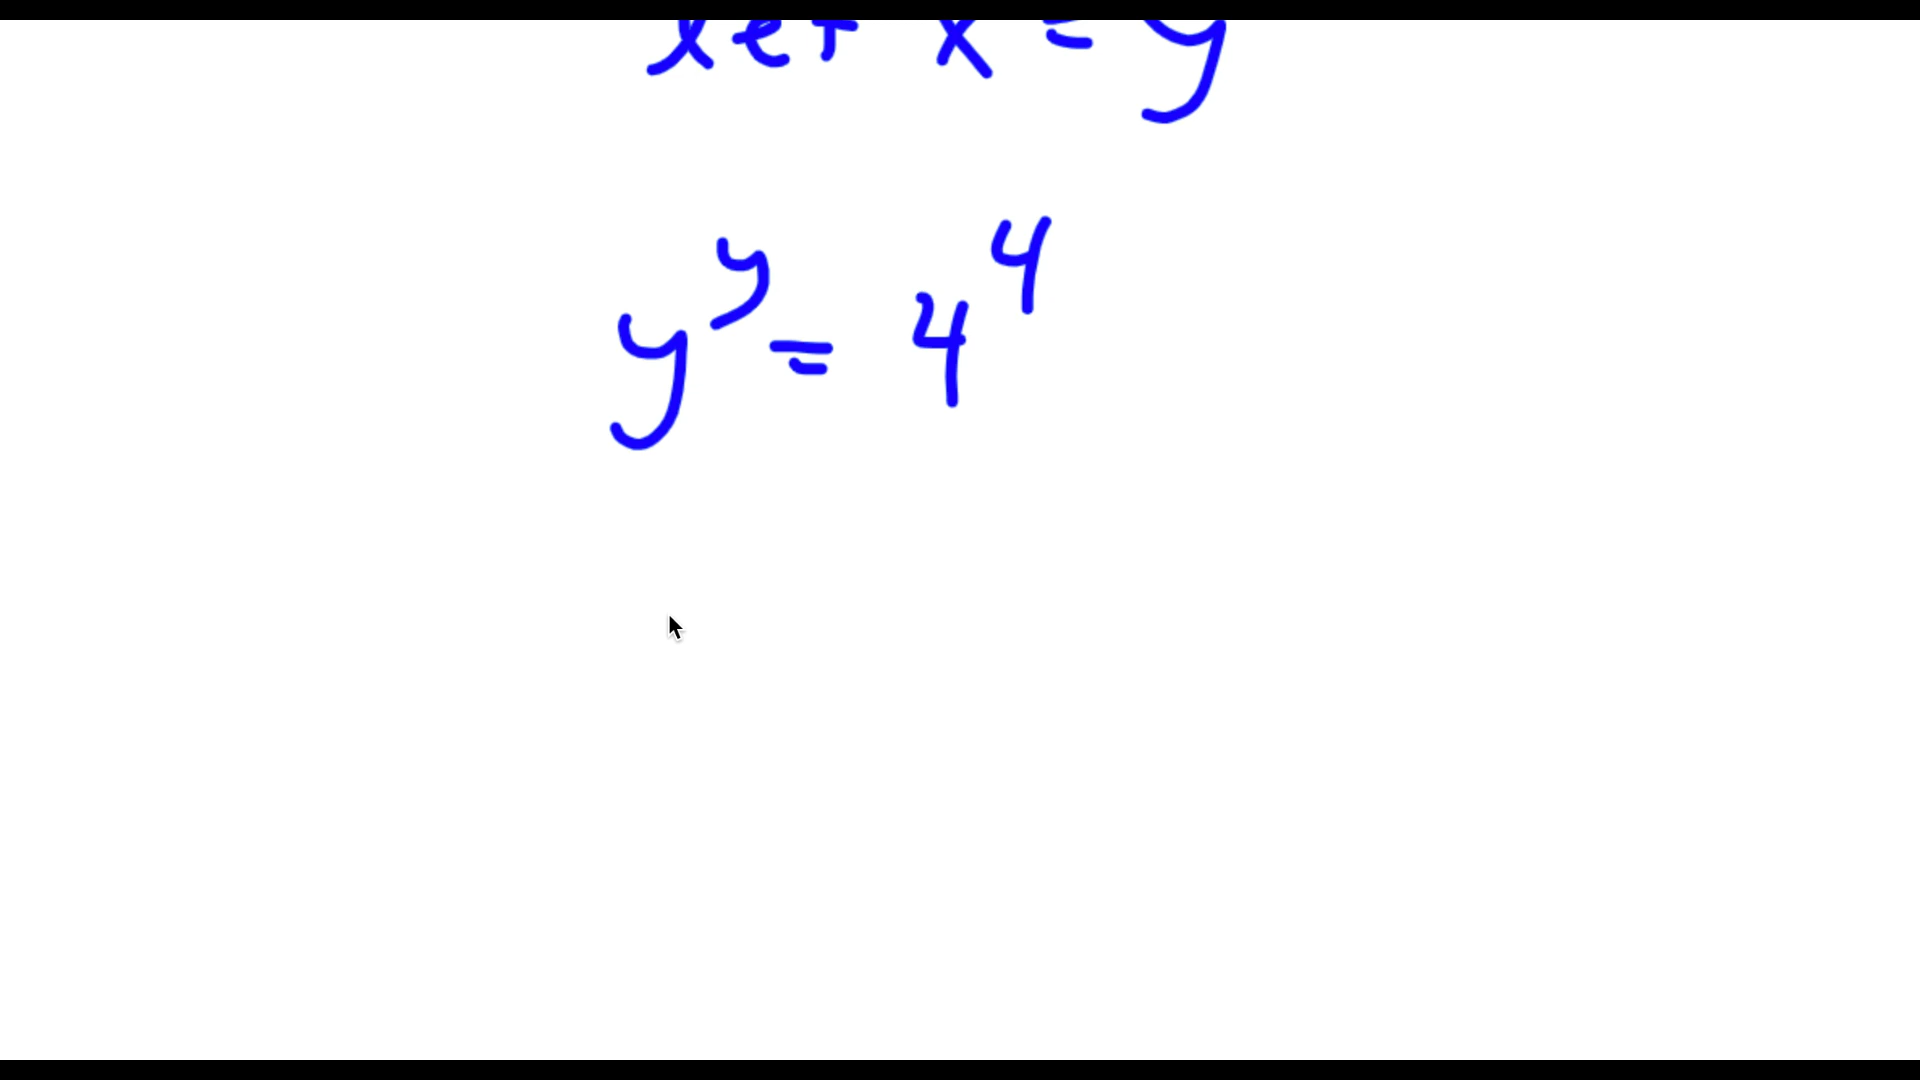 let x = y
y^y = 4^4